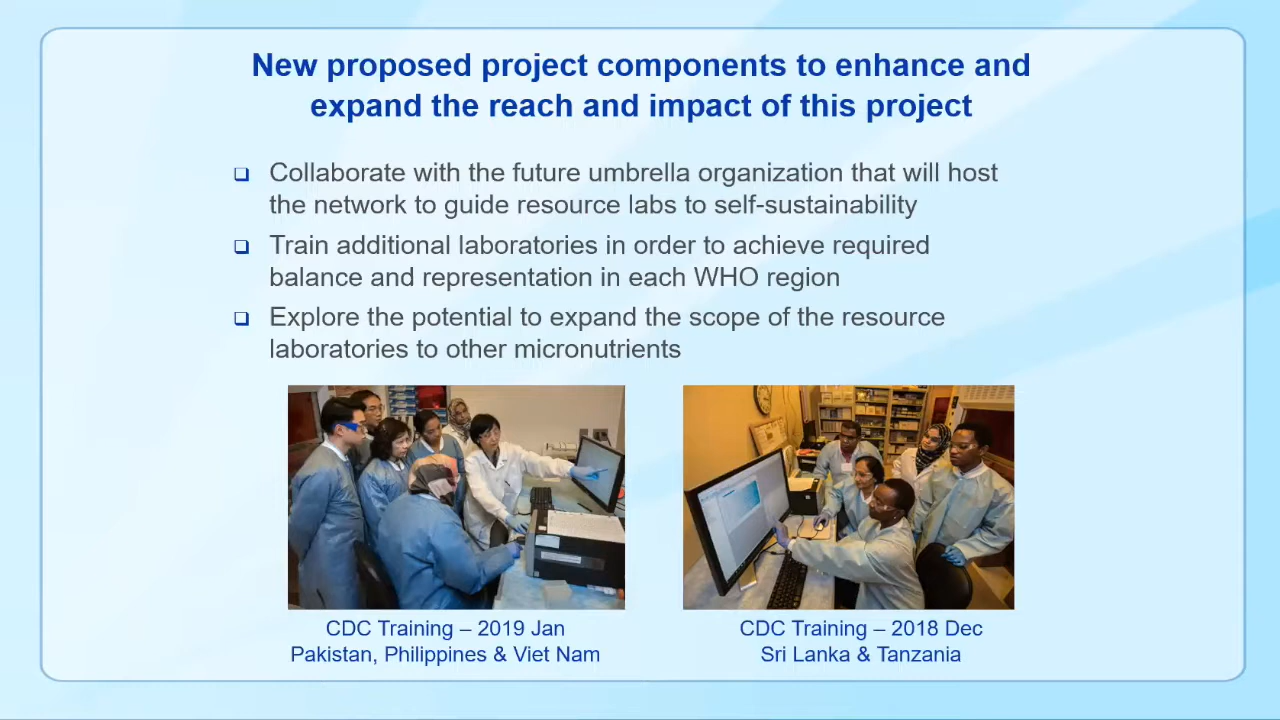 New proposed project components to enhance and
expand the reach and impact of this project
Collaborate with the future umbrella organization that will host
the network to guide resource labs to self-sustainability
Train additional laboratories in order to achieve required
balance and representation in each WHO region
Explore the potential to expand the scope of the resource
laboratories to other micronutrients
CDC Training – 2019 Jan
Pakistan, Philippines & Viet Nam
CDC Training – 2018 Dec
Sri Lanka & Tanzania